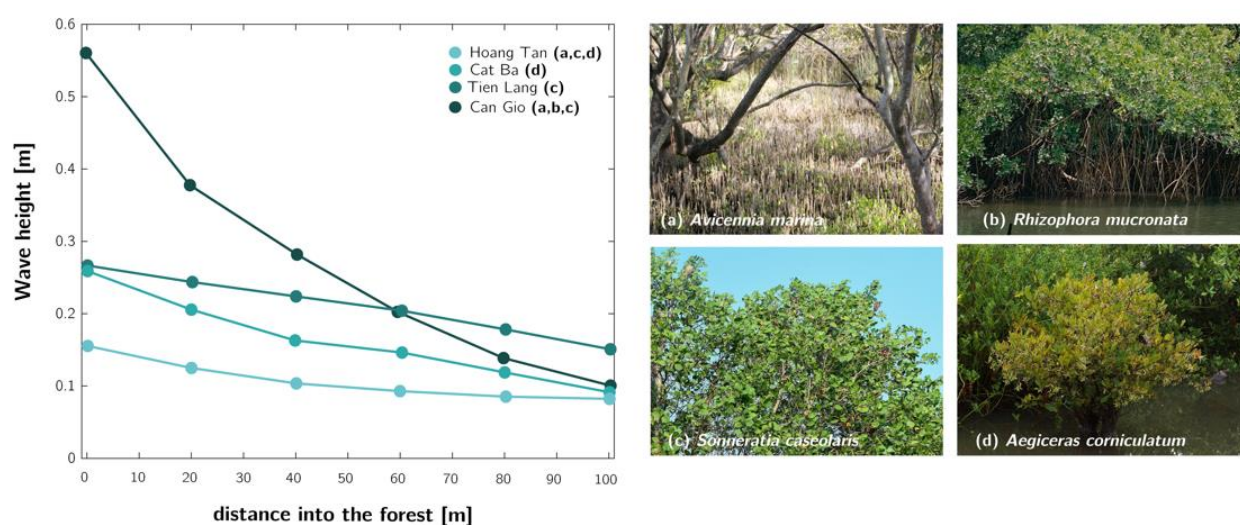 Wave height [m]
0.6
0.5
0.4
0.3
0.2
0.1
0
0 10 20 30 40 50 60 70 80 90 100
distance into the forest [m]
Hoang Tan (a,c,d)
Cat Ba (d)
Tien Lang (c)
Can Gio (a,b,c)
(a) Avicennia marina
(b) Rhizophora mucronata
(c) Sonneratia caseolaris
(d) Aegiceras corniculatum